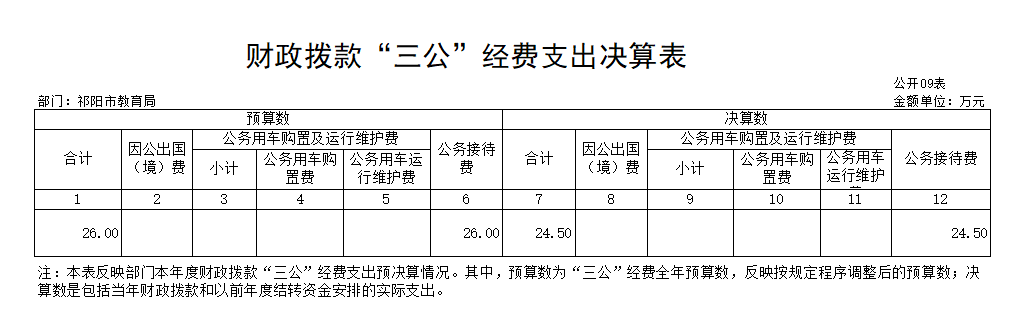 财政拨款“三公”经费支出决算表
公开09表
部门：祁阳市教育局 金额单位：万元
预算数 决算数
合计 因公出国（境）费 公务用车购置及运行维护费 公务接待费 合计 因公出国（境）费 公务用车购置及运行维护费 公务接待费
小计 公务用车购置费 公务用车运行维护费 小计 公务用车购置费 公务用车运行维护
1 2 3 4 5 6 7 8 9 10 11 12
26.00 26.00 24.50 24.50
注：本表反映部门本年度财政拨款“三公”经费支出预决算情况。其中，预算数为“三公”经费全年预算数，反映按规定程序调整后的预算数；决
算数是包括当年财政拨款和以前年度结转资金安排的实际支出。